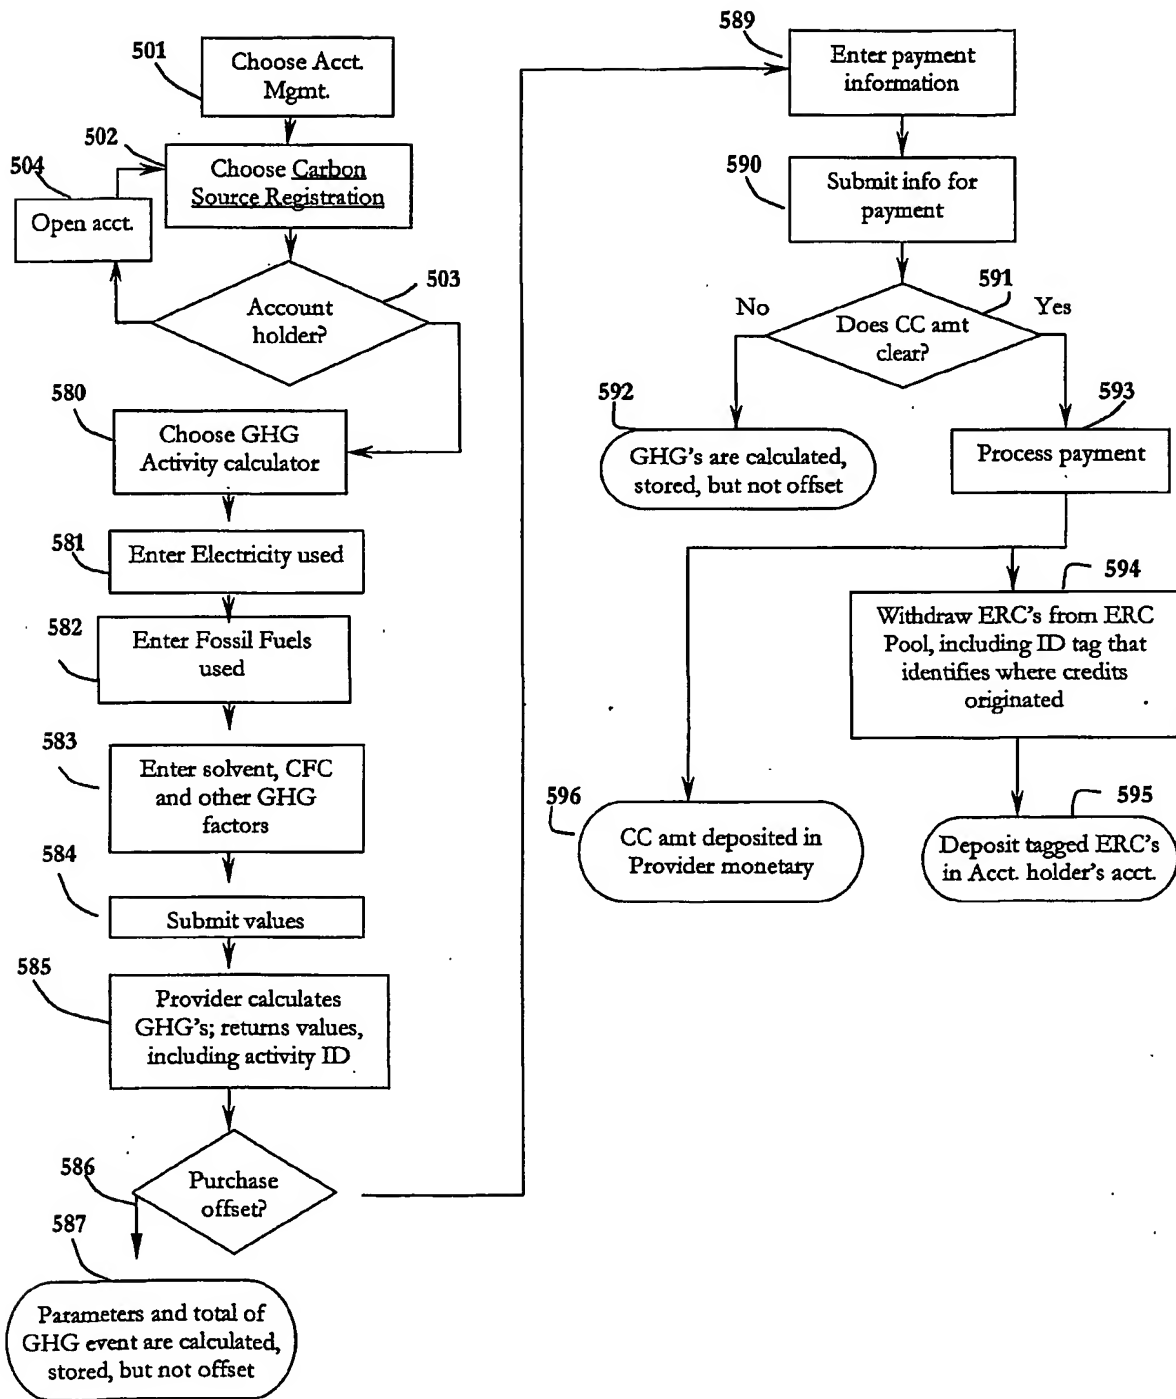 501
Choose Acct.
Mgmt.
502
Choose Carbon
Source Registration
504
Open acct.
503
Account
holder?
580
Choose GHG
Activity calculator
581
Enter Electricity used
582
Enter Fossil Fuels
used
583
Enter solvent, CFC
and other GHG
factors
584
Submit values
585
Provider calculates
GHG's; returns values,
including activity ID
586
Purchase
offset?
587
Parameters and total of
GHG event are calculated,
stored, but not offset
589
Enter payment
information
590
Submit info for
payment
591
No
Yes
Does CC amt
clear?
592
GHG's are calculated,
stored, but not offset
593
Process payment
594
Withdraw ERC's from ERC
Pool, including ID tag that
identifies where credits
originated
596
CC amt deposited in
Provider monetary
595
Deposit tagged ERC's
in Acct. holder's acct.